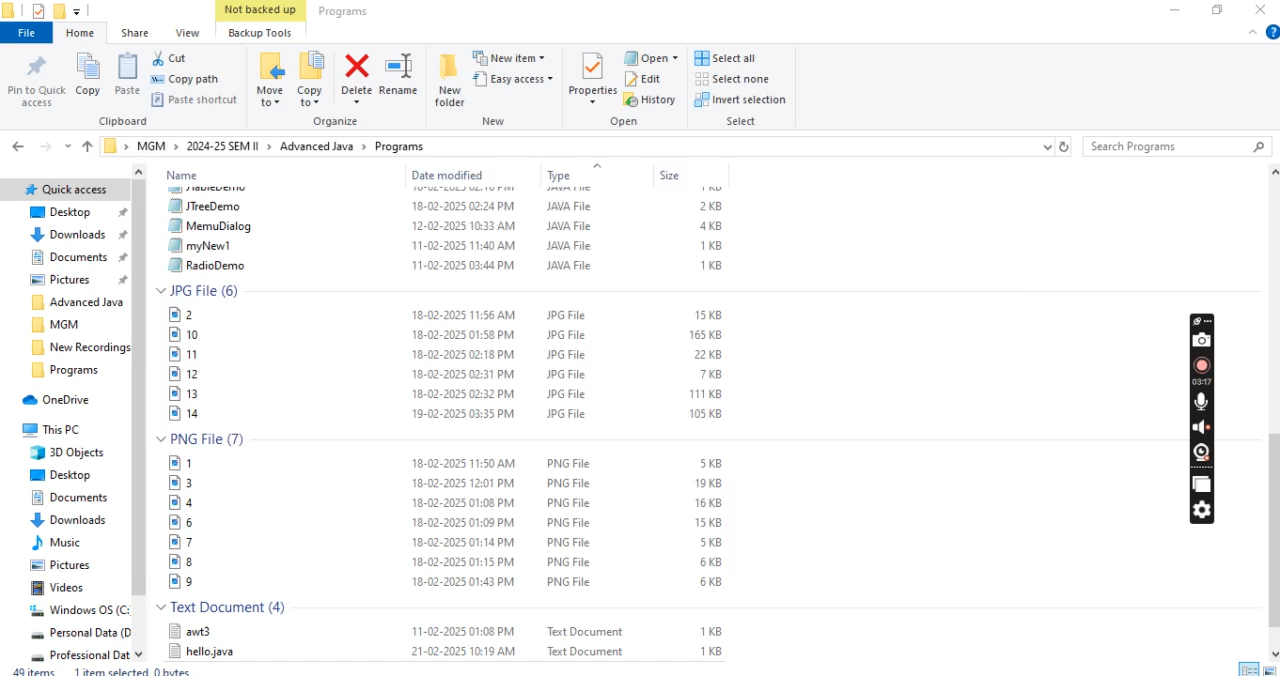 Not backed up Programs
File Home Share View Backup Tools
Pin to Quick access
Copy
Paste
Cut
Copy path
Paste shortcut
Clipboard
Move to
Copy to
Delete
Rename
Organize
New folder
New item
Easy access
New
Properties
Open
Edit
History
Open
Select all
Select none
Invert selection
Select
MGM > 2024-25 SEM II > Advanced Java > Programs
Search Programs
Quick access
Desktop
Downloads
Documents
Pictures
Advanced Java
MGM
New Recordings
Programs
OneDrive
This PC
3D Objects
Desktop
Documents
Downloads
Music
Pictures
Videos
Windows OS (C:
Personal Data (D
Professional Dat
Name Date modified Type Size
JTableDemo 18-02-2025 02:10 PM JAVA File 1 KB
JTreeDemo 18-02-2025 02:24 PM JAVA File 2 KB
MemuDialog 12-02-2025 10:33 AM JAVA File 4 KB
myNew1 11-02-2025 11:40 AM JAVA File 1 KB
RadioDemo 11-02-2025 03:44 PM JAVA File 1 KB
JPG File (6)
2 18-02-2025 11:56 AM JPG File 15 KB
10 18-02-2025 01:58 PM JPG File 165 KB
11 18-02-2025 02:18 PM JPG File 22 KB
12 18-02-2025 02:31 PM JPG File 7 KB
13 18-02-2025 02:32 PM JPG File 111 KB
14 19-02-2025 03:35 PM JPG File 105 KB
PNG File (7)
1 18-02-2025 11:50 AM PNG File 5 KB
3 18-02-2025 12:01 PM PNG File 19 KB
4 18-02-2025 01:08 PM PNG File 16 KB
6 18-02-2025 01:09 PM PNG File 15 KB
7 18-02-2025 01:14 PM PNG File 5 KB
8 18-02-2025 01:15 PM PNG File 6 KB
9 18-02-2025 01:43 PM PNG File 6 KB
Text Document (4)
awt3 11-02-2025 01:08 PM Text Document 1 KB
hello.java 21-02-2025 10:19 AM Text Document 1 KB
03:17
49 items 1 item selected 0 bytes